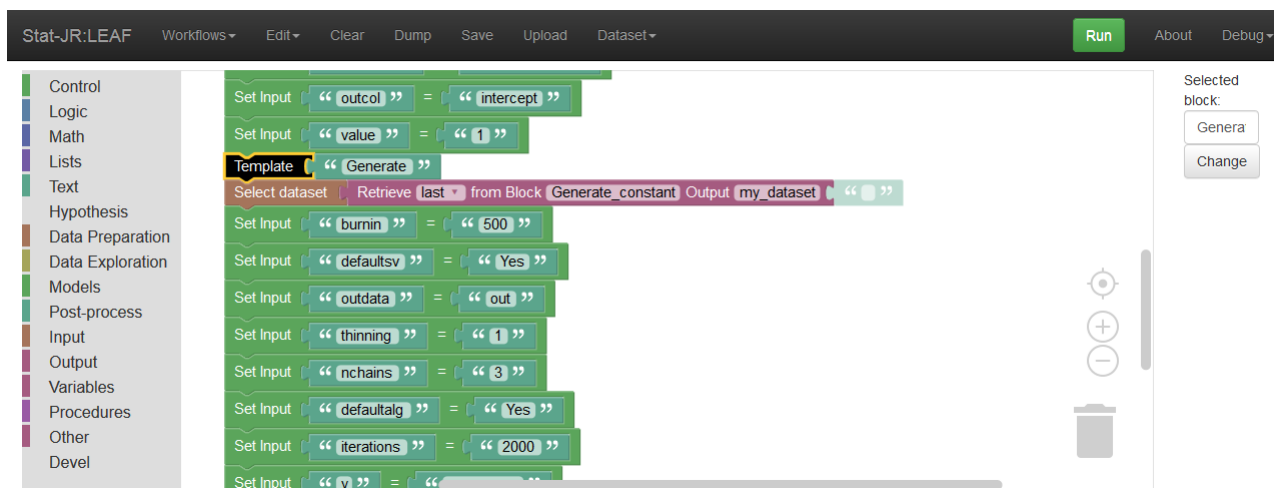 Stat-JR:LEAF Workflows Edit Clear Dump Save Upload Dataset Run About Debug
Control
Logic
Math
Lists
Text
Hypothesis
Data Preparation
Data Exploration
Models
Post-process
Input
Output
Variables
Procedures
Other
Devel
Set Input “ outcol ” = “ intercept ”
Set Input “ value ” = “ 1 ”
Template “ Generate ”
Select dataset Retrieve last from Block Generate_constant Output my_dataset “ ”
Set Input “ burnin ” = “ 500 ”
Set Input “ defaultsv ” = “ Yes ”
Set Input “ outdata ” = “ out ”
Set Input “ thinning ” = “ 1 ”
Set Input “ nchains ” = “ 3 ”
Set Input “ defaultalg ” = “ Yes ”
Set Input “ iterations ” = “ 2000 ”
Set Input “ y ” = “
Selected
block:
Genera
Change